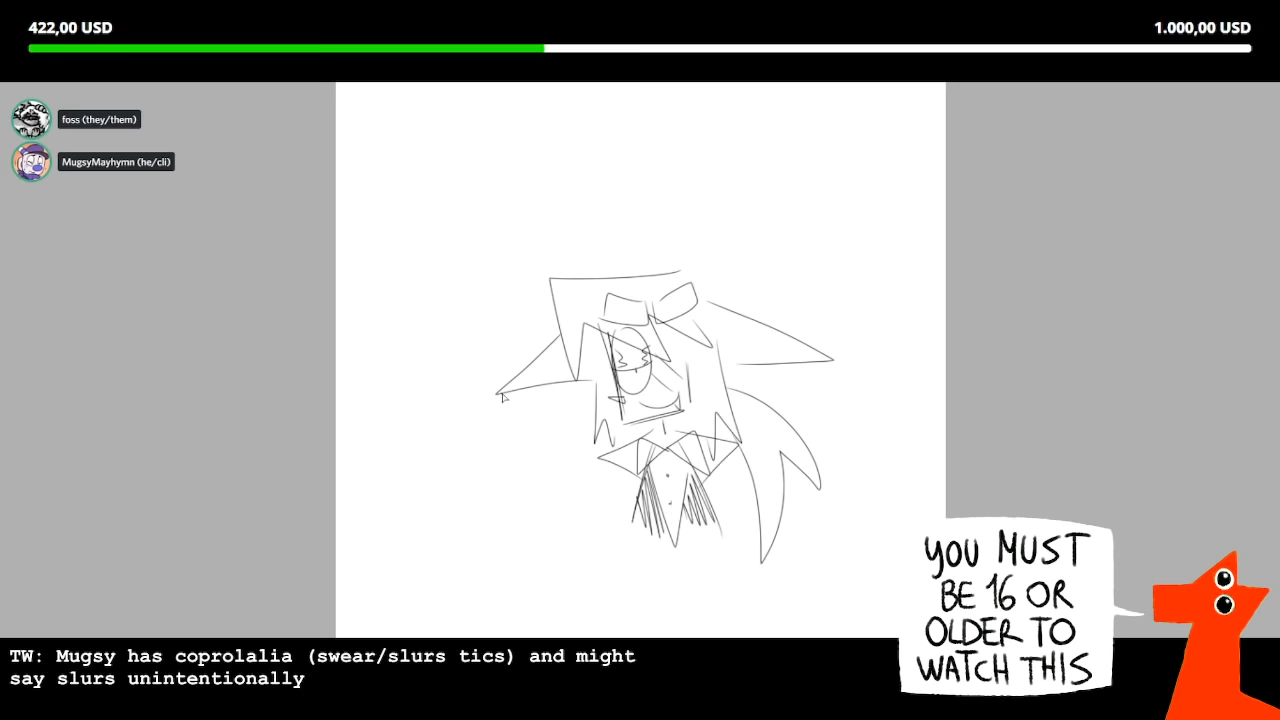 422,00 USD
1.000,00 USD
foss (they/them)
MugsyMayhymn (he/cli)
YOU MUST
BE 16 OR
OLDER TO
WATCH THIS
TW: Mugsy has coprolalia (swear/slurs tics) and might
say slurs unintentionally